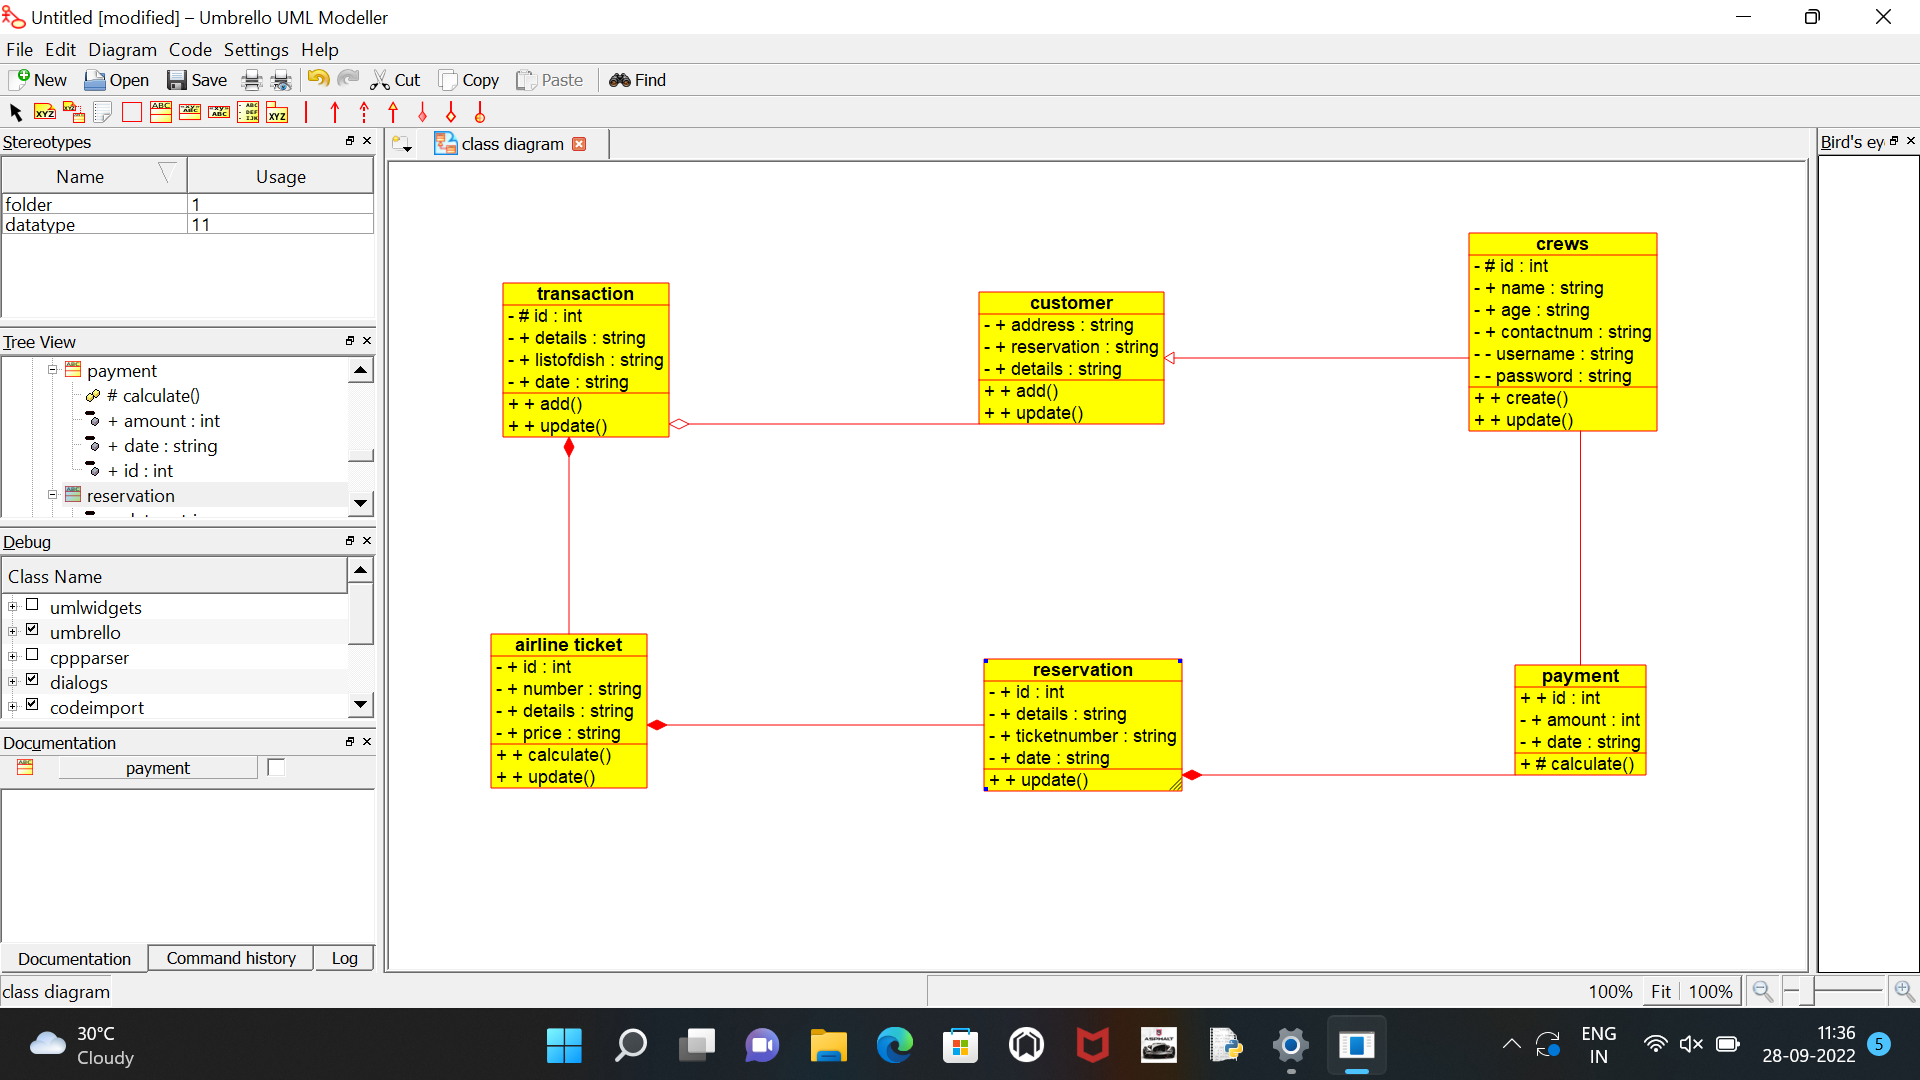 Untitled [modified] – Umbrello UML Modeller
File Edit Diagram Code Settings Help
New Open Save Cut Copy Paste Find
Stereotypes
Name Usage
folder 1
datatype 11
Tree View
payment
# calculate()
+ amount : int
+ date : string
+ id : int
reservation
Debug
Class Name
umlwidgets
umbrello
cppparser
dialogs
codeimport
Documentation
payment
Documentation Command history Log
class diagram
class diagram
Bird's ey
transaction
- # id : int
- + details : string
- + listofdish : string
- + date : string
+ + add()
+ + update()
customer
- + address : string
- + reservation : string
- + details : string
+ + add()
+ + update()
crews
- # id : int
- + name : string
- + age : string
- + contactnum : string
- - username : string
- - password : string
+ + create()
+ + update()
airline ticket
- + id : int
- + number : string
- + details : string
- + price : string
+ + calculate()
+ + update()
reservation
- + id : int
- + details : string
- + ticketnumber : string
- + date : string
+ + update()
payment
+ + id : int
- + amount : int
- + date : string
+ # calculate()
100% Fit 100%
30°C
Cloudy
ASPHALT
ENG
IN
11:36
28-09-2022
5